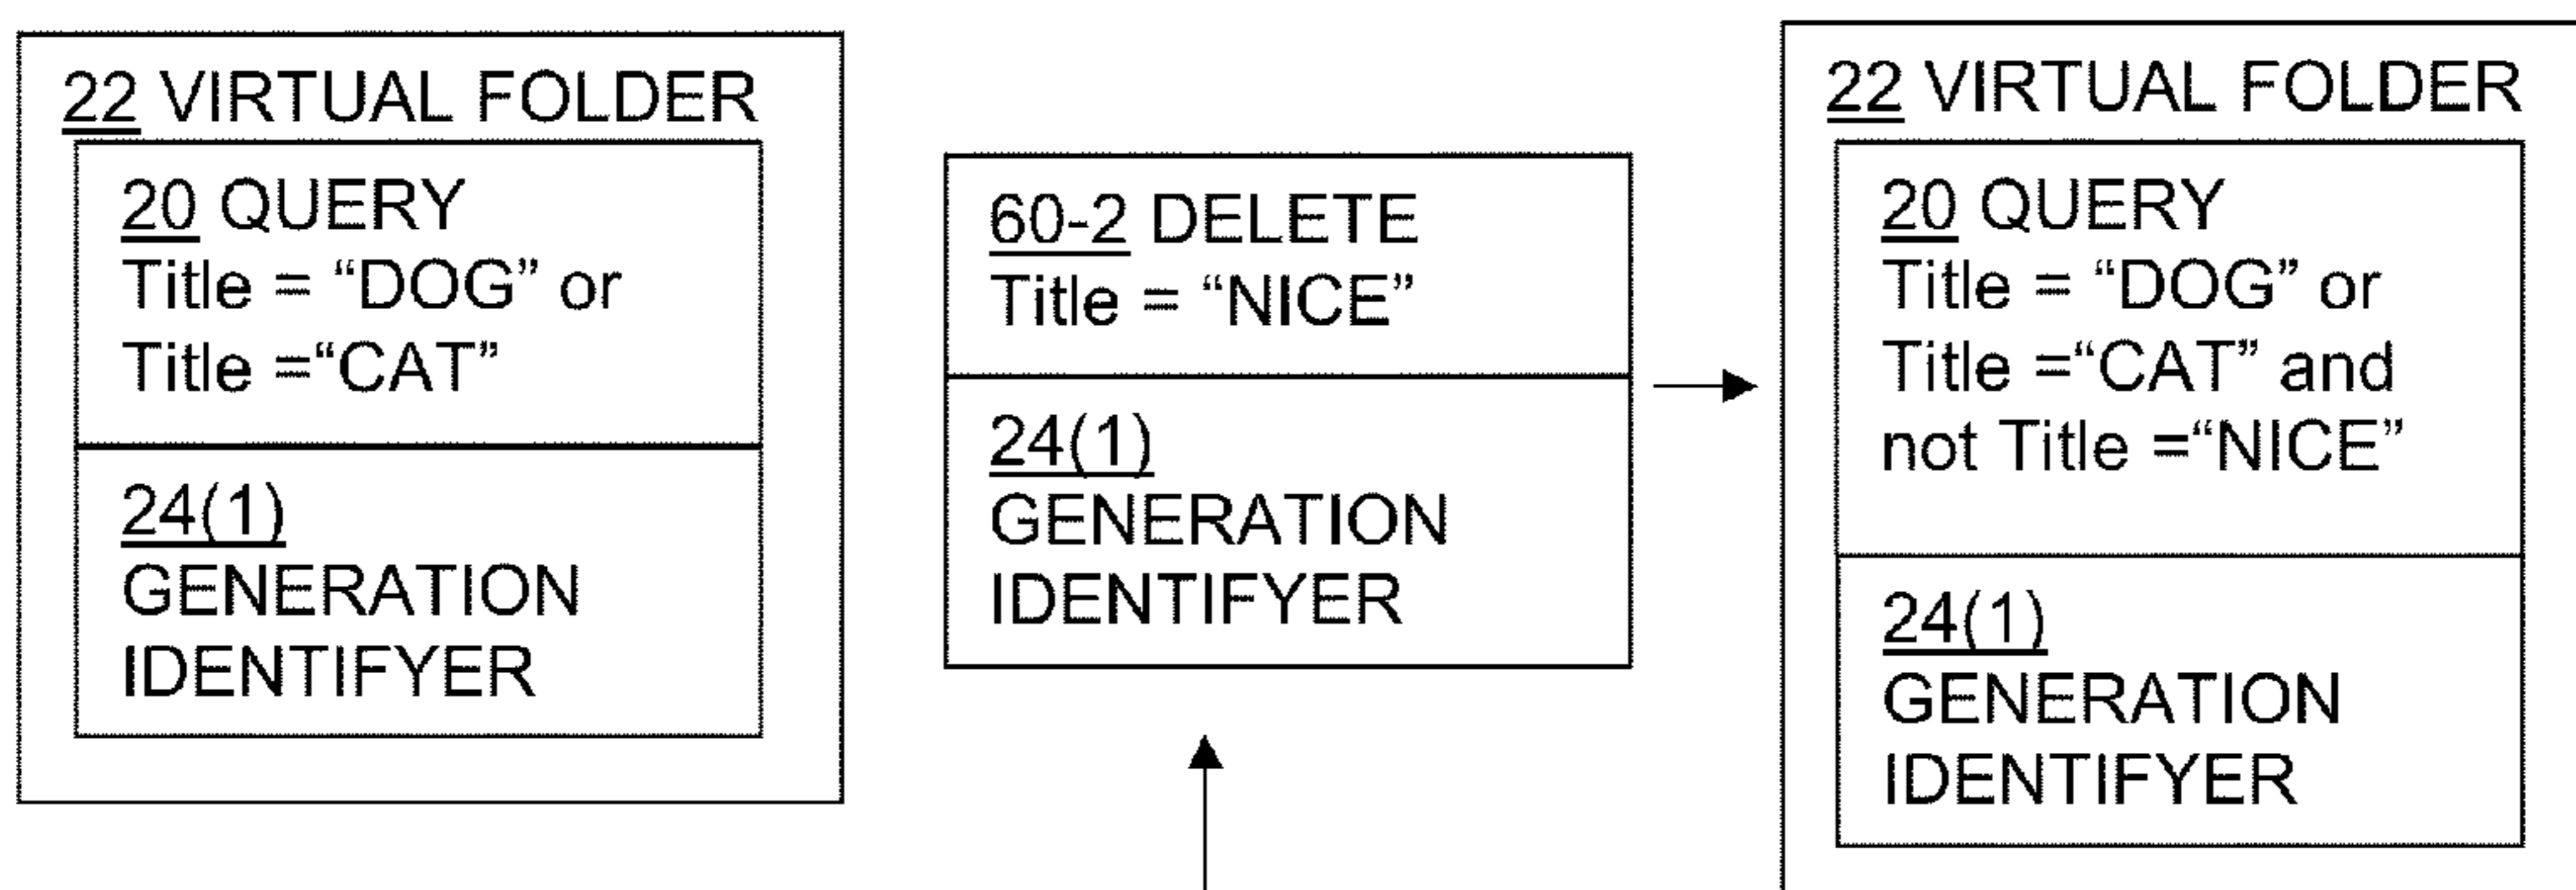 22 VIRTUAL FOLDER
20 QUERY
Title = “DOG” or
Title =“CAT”
24(1)
GENERATION
IDENTIFYER
60-2 DELETE
Title = “NICE”
24(1)
GENERATION
IDENTIFYER
22 VIRTUAL FOLDER
20 QUERY
Title = “DOG” or
Title =“CAT” and
not Title =“NICE”
24(1)
GENERATION
IDENTIFYER